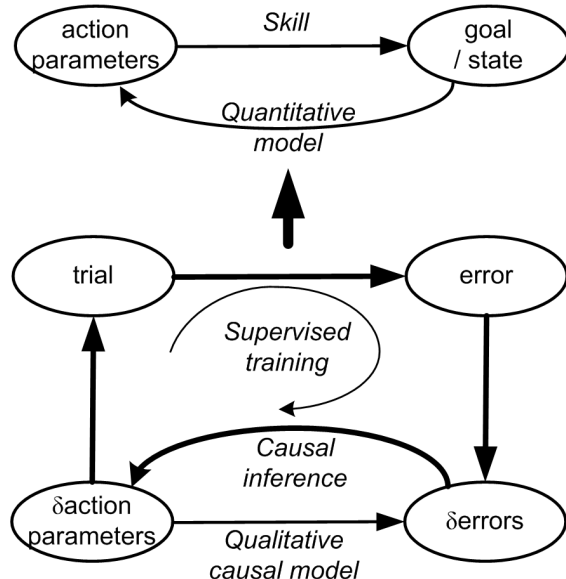 action
parameters
Skill
goal
/ state
Quantitative
model
trial
error
Supervised
training
Causal
inference
δaction
parameters
δerrors
Qualitative
causal model